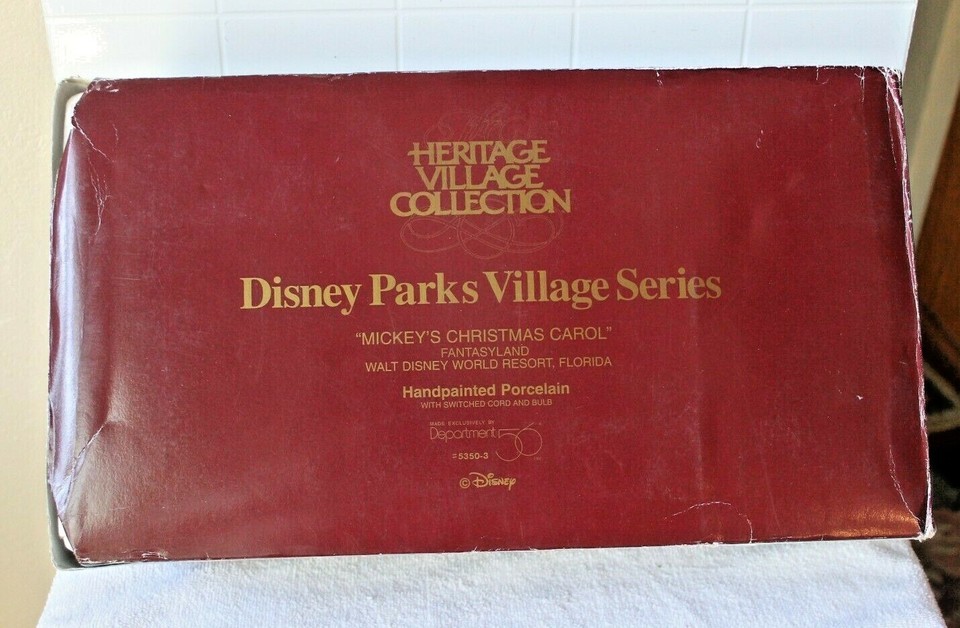 HERITAGE
VILLAGE
COLLECTION
Disney Parks Village Series
“MICKEY'S CHRISTMAS CAROL”
FANTASYLAND
WALT DISNEY WORLD RESORT, FLORIDA
Handpainted Porcelain
WITH SWITCHED CORD AND BULB
MADE EXCLUSIVELY BY
Department 56
#5350-3
© Disney